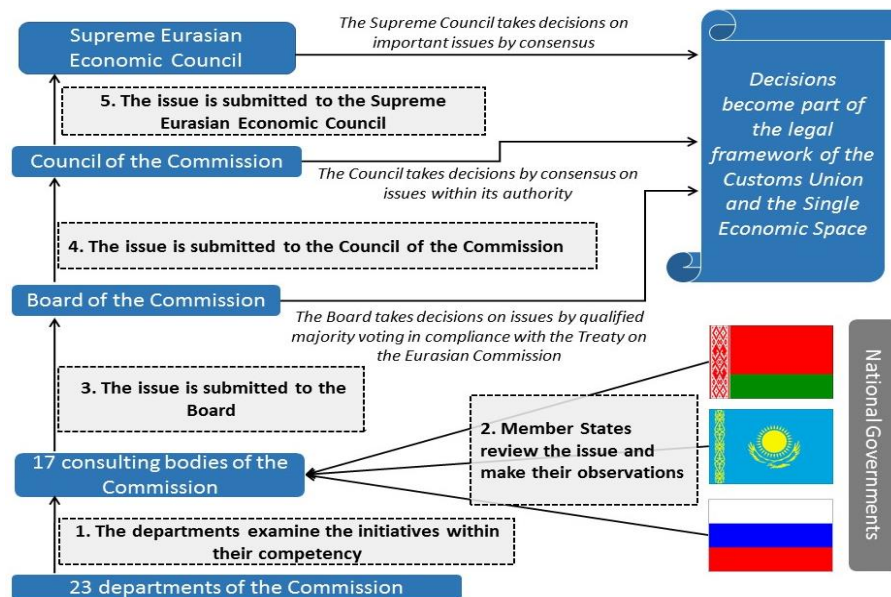 Supreme Eurasian
Economic Council
The Supreme Council takes decisions on
important issues by consensus
Decisions
become part of
the legal
framework of the
Customs Union
and the Single
Economic Space
5. The issue is submitted to the Supreme
Eurasian Economic Council
Council of the Commission
The Council takes decisions by consensus on
issues within its authority
4. The issue is submitted to the Council of the Commission
Board of the Commission
The Board takes decisions on issues by qualified
majority voting in compliance with the Treaty on
the Eurasian Commission
National Governments
3. The issue is submitted to the
Board
2. Member States
review the issue and
make their observations
17 consulting bodies of the
Commission
1. The departments examine the initiatives within
their competency
23 departments of the Commission